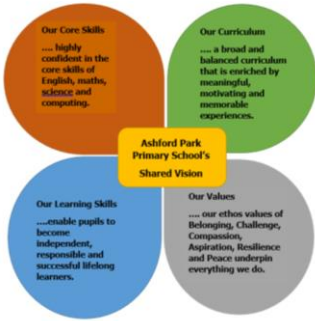 Our Core Skills
.... highly
confident in the
core skills of
English, maths,
science and
computing.
Our Curriculum
.... a broad and
balanced curriculum
that is enriched by
meaningful,
motivating and
memorable
experiences.
Ashford Park
Primary School's
Shared Vision
Our Learning Skills
....enable pupils to
become
independent,
responsible and
successful lifelong
learners.
Our Values
.... our ethos values of
Belonging, Challenge,
Compassion,
Aspiration, Resilience
and Peace underpin
everything we do.